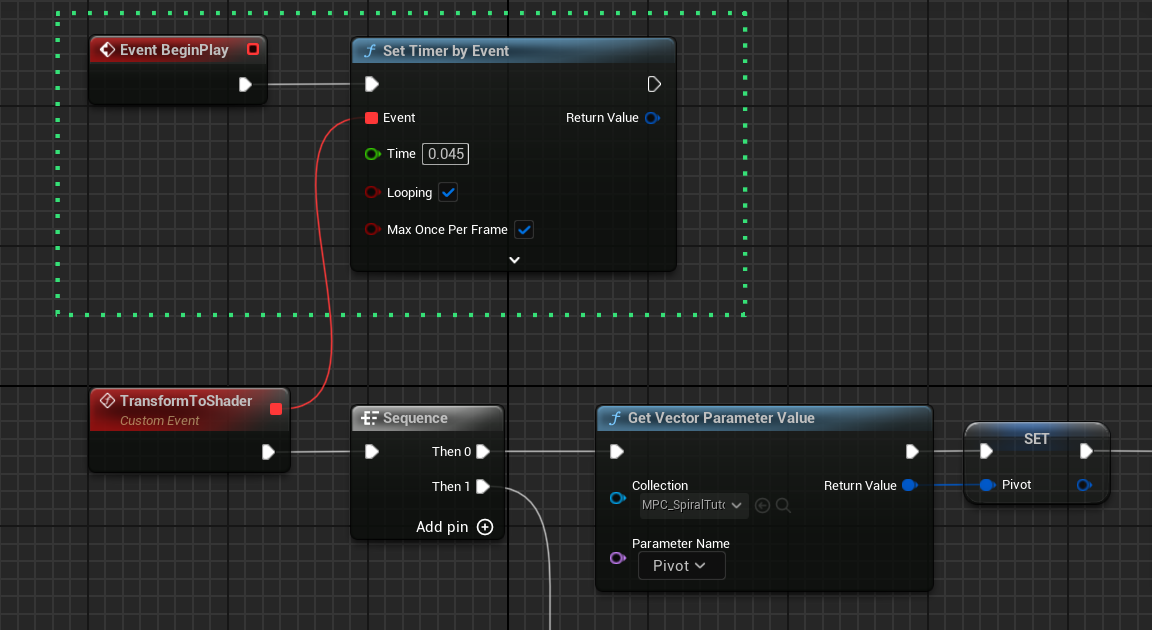 Event BeginPlay
Set Timer by Event
Event
Return Value
Time 0.045
Looping
Max Once Per Frame
TransformToShader
Custom Event
Sequence
Then 0
Then 1
Add pin
Get Vector Parameter Value
Collection
MPC_SpiralTut
Return Value
Parameter Name
Pivot
SET
Pivot